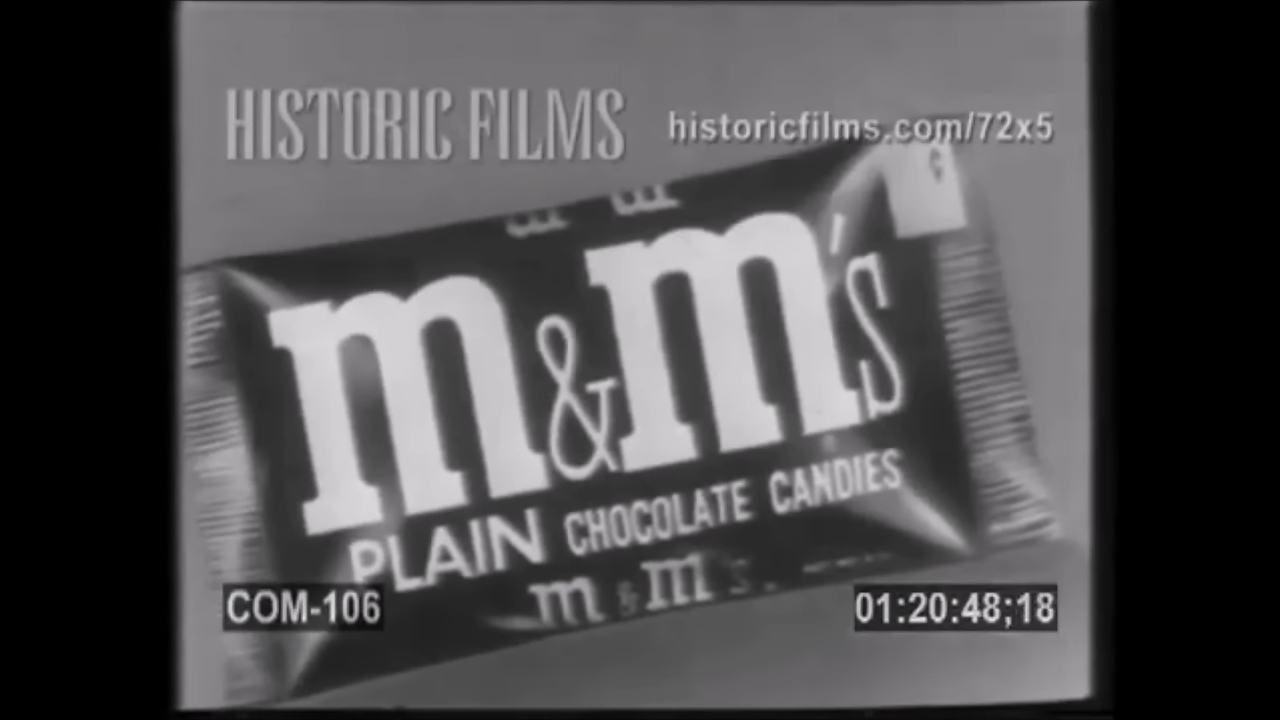 HISTORIC FILMS
historicfilms.com/72x5
m&m's
PLAIN CHOCOLATE CANDIES
m & m's
COM-106
01:20:48;18